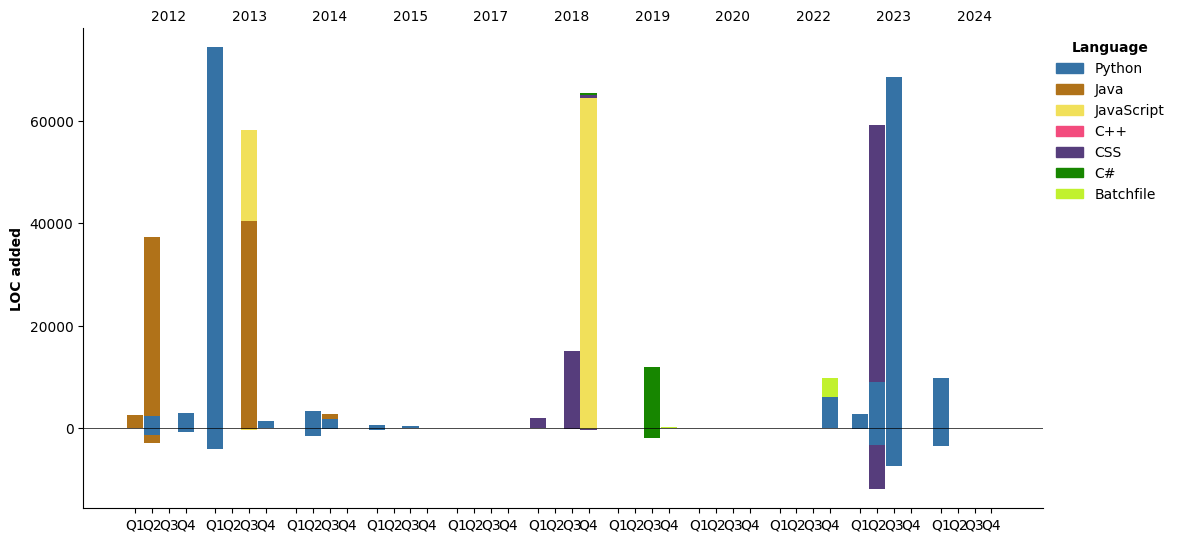 2012 2013 2014 2015 2017 2018 2019 2020 2022 2023 2024
Language
Python
Java
JavaScript
C++
CSS
C#
Batchfile
LOC added
60000
40000
20000
0
Q1Q2Q3Q4 Q1Q2Q3Q4 Q1Q2Q3Q4 Q1Q2Q3Q4 Q1Q2Q3Q4 Q1Q2Q3Q4 Q1Q2Q3Q4 Q1Q2Q3Q4 Q1Q2Q3Q4 Q1Q2Q3Q4 Q1Q2Q3Q4